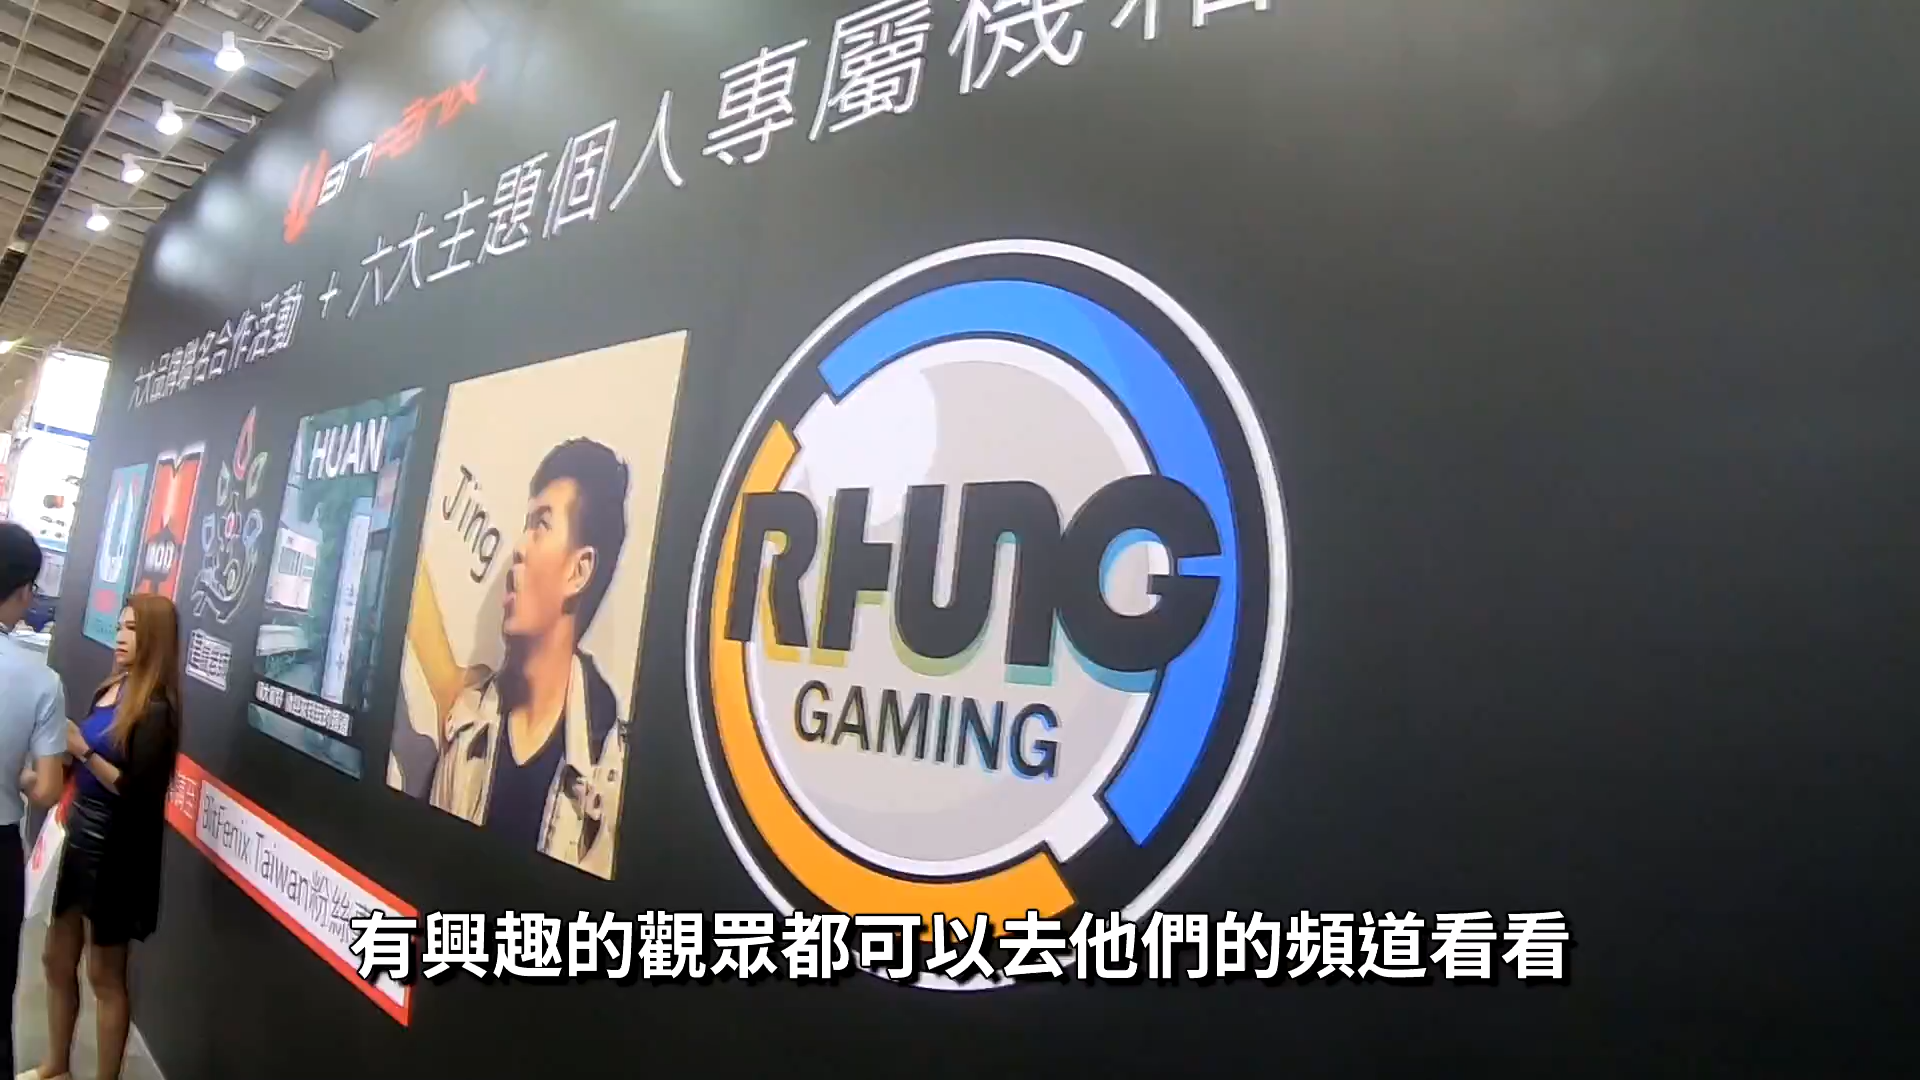 BITFENIX
六大品牌聯名合作活動 + 六大主題個人專屬機箱
MOD
HUAN
Jing
RHUNG
GAMING
BitFenix Taiwan粉絲
有興趣的觀眾都可以去他們的頻道看看